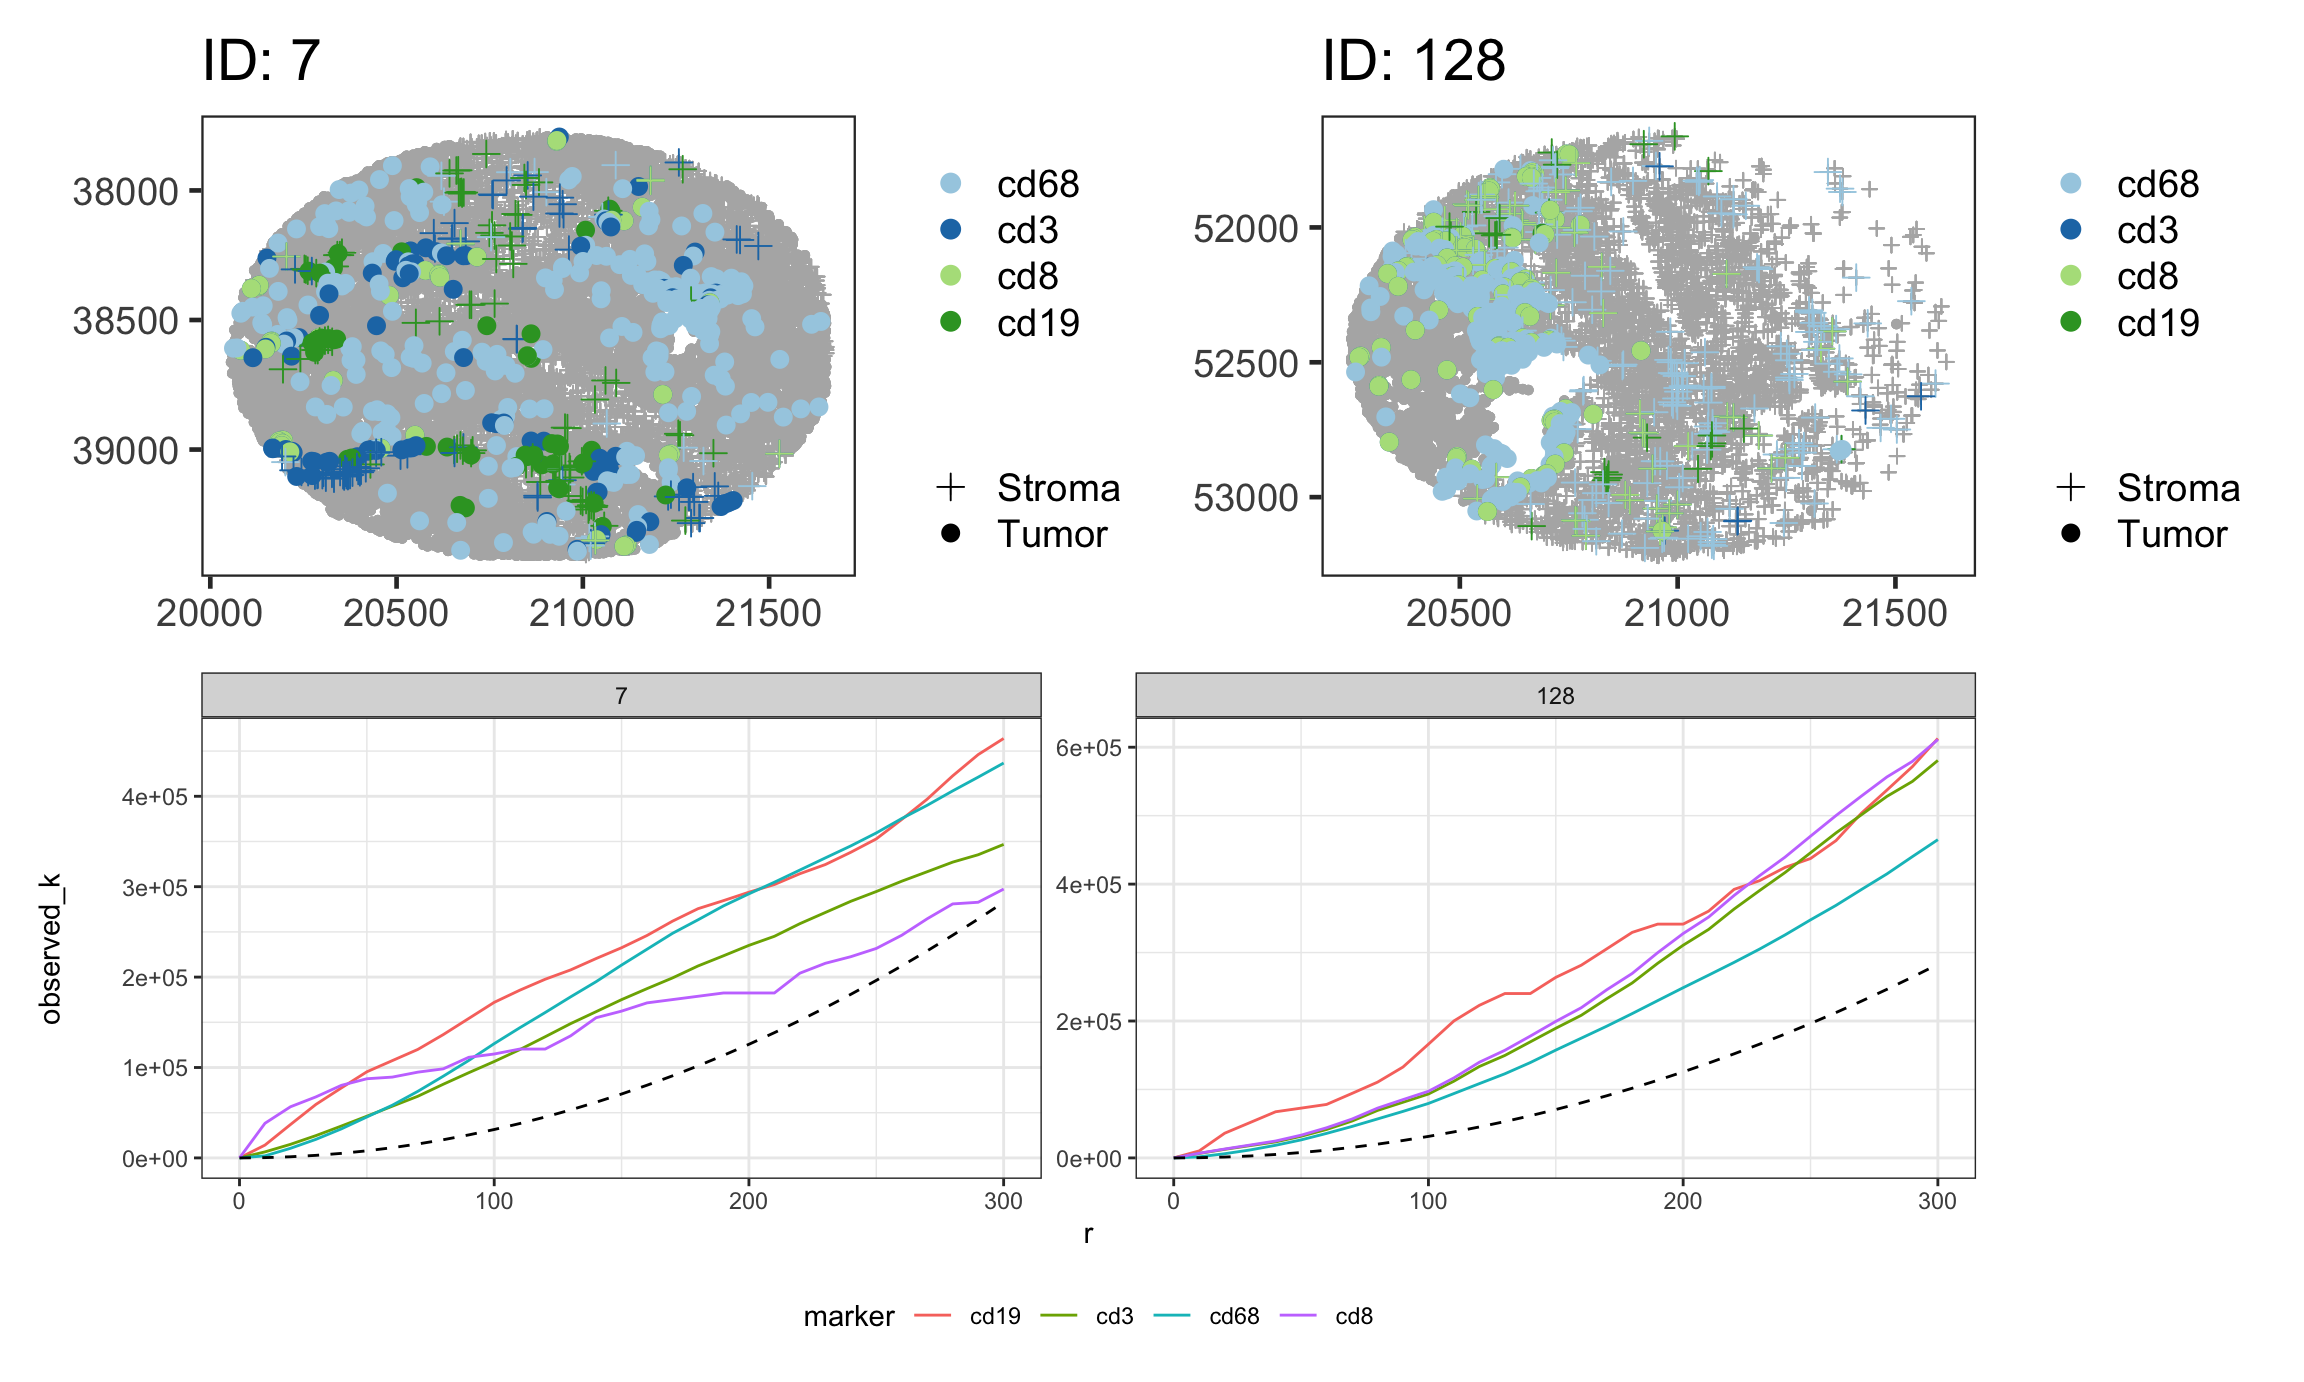 ID: 7
ID: 128
38000
38500
39000
20000 20500 21000 21500
cd68
cd3
cd8
cd19
Stroma
Tumor
52000
52500
53000
20500 21000 21500
cd68
cd3
cd8
cd19
Stroma
Tumor
7
128
observed_k
4e+05
3e+05
2e+05
1e+05
0e+00
0 100 200 300
6e+05
4e+05
2e+05
0e+00
0 100 200 300
r
marker cd19 cd3 cd68 cd8